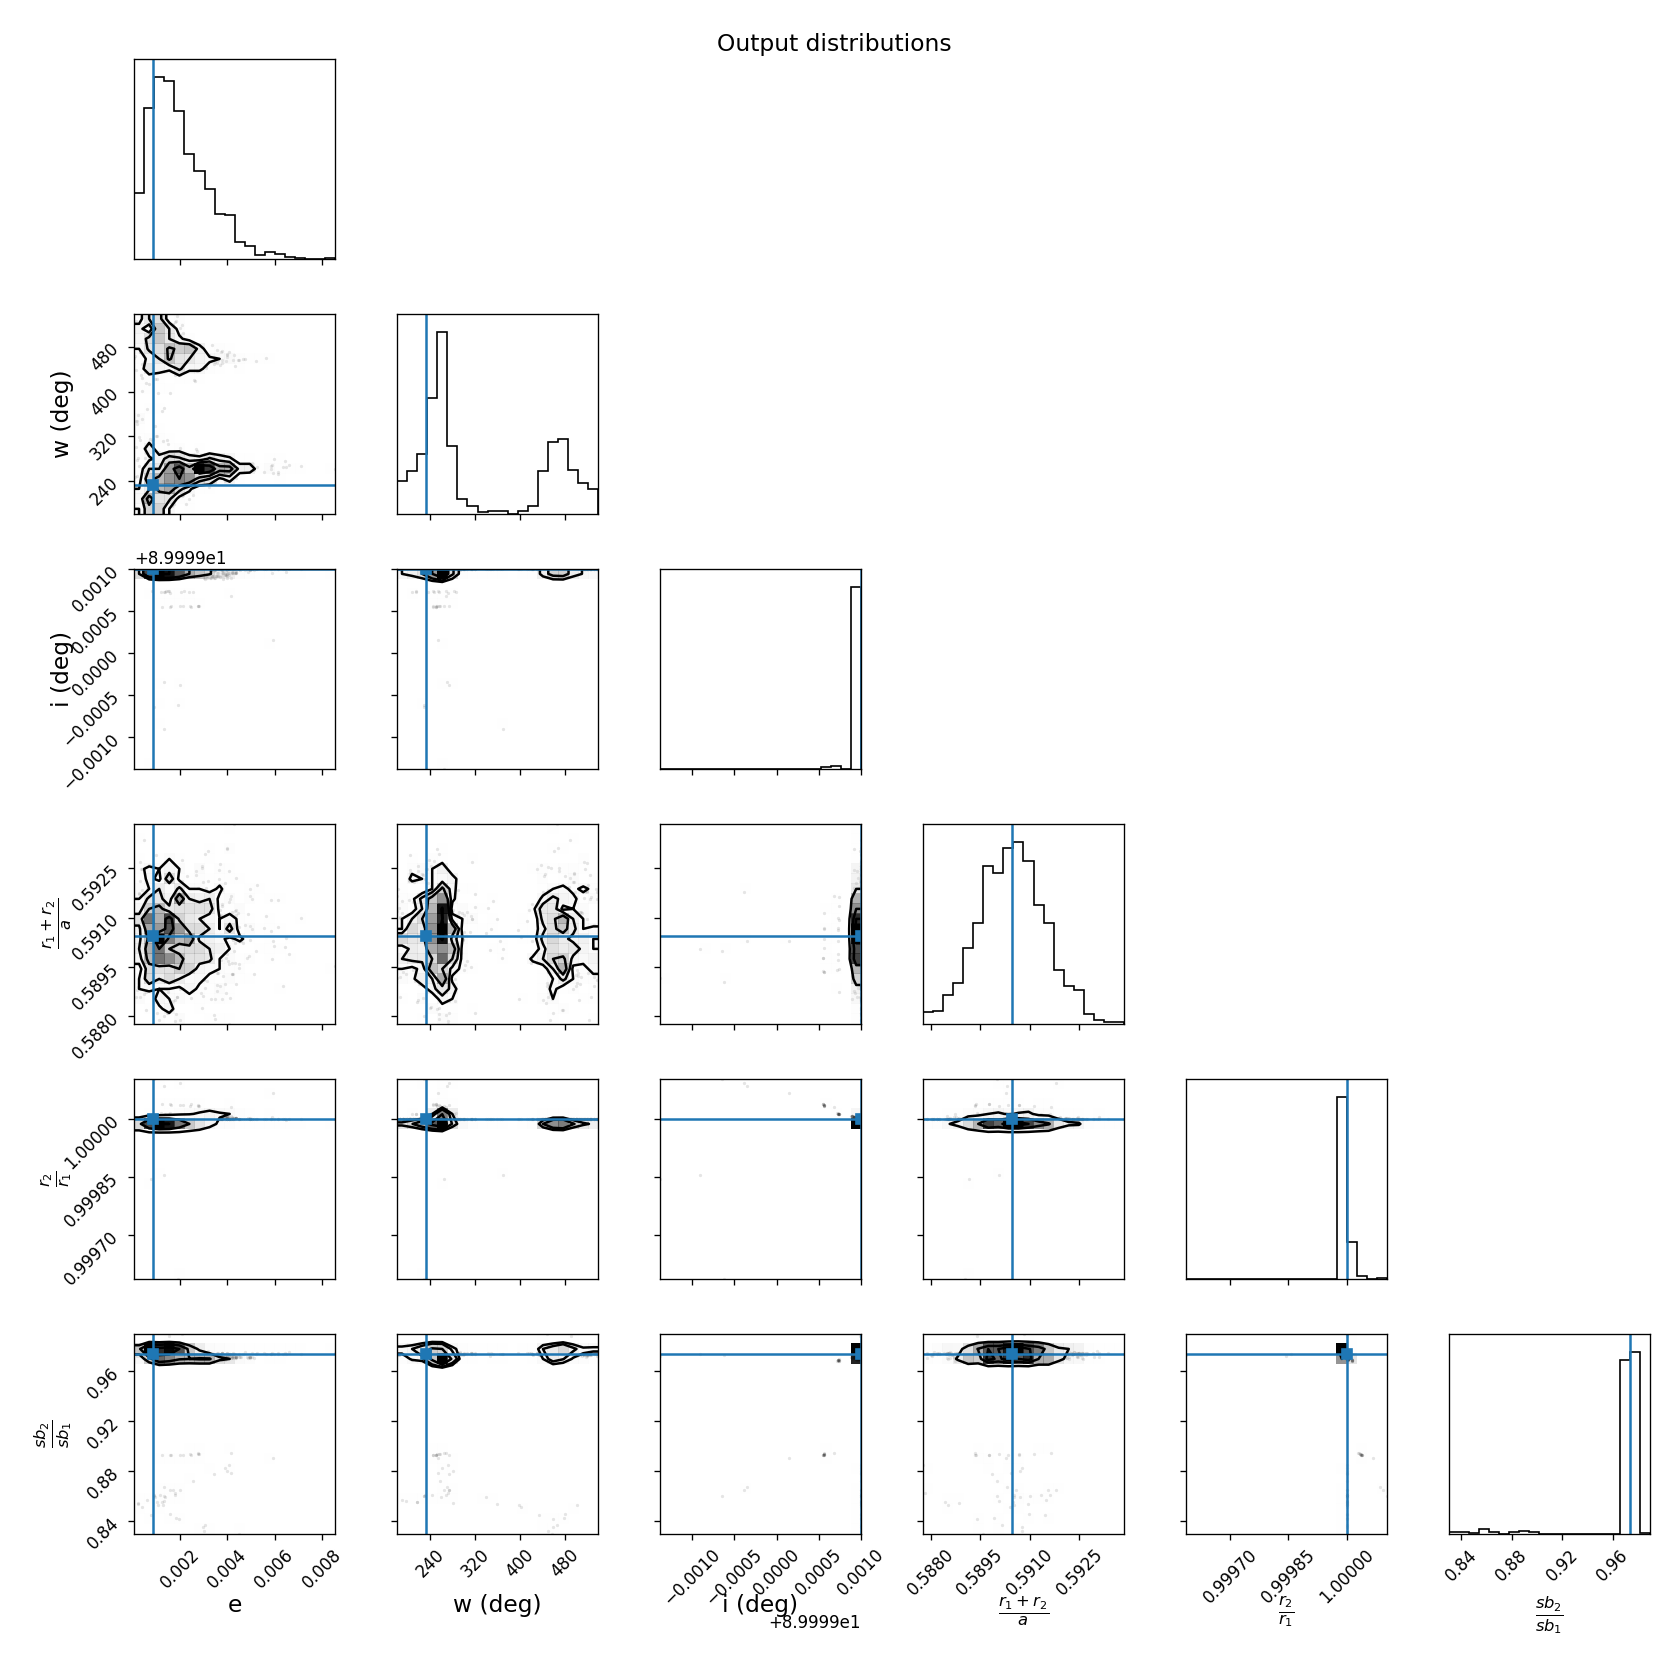 Output distributions
w (deg)
480
400
320
240
+8.9999e1
i (deg)
0.0010
0.0005
0.0000
−0.0005
−0.0010
r₁ + r₂
a
0.5925
0.5910
0.5895
0.5880
r₂
r₁
1.00000
0.99985
0.99970
sb₂
sb₁
0.96
0.92
0.88
0.84
0.002 0.004 0.006 0.008
240 320 400 480
−0.0010 −0.0005 0.0000 0.0005 0.0010
0.5880 0.5895 0.5910 0.5925
0.99970 0.99985 1.00000
0.84 0.88 0.92 0.96
e
w (deg)
i (deg)
+8.9999e1
r₁ + r₂
a
r₂
r₁
sb₂
sb₁